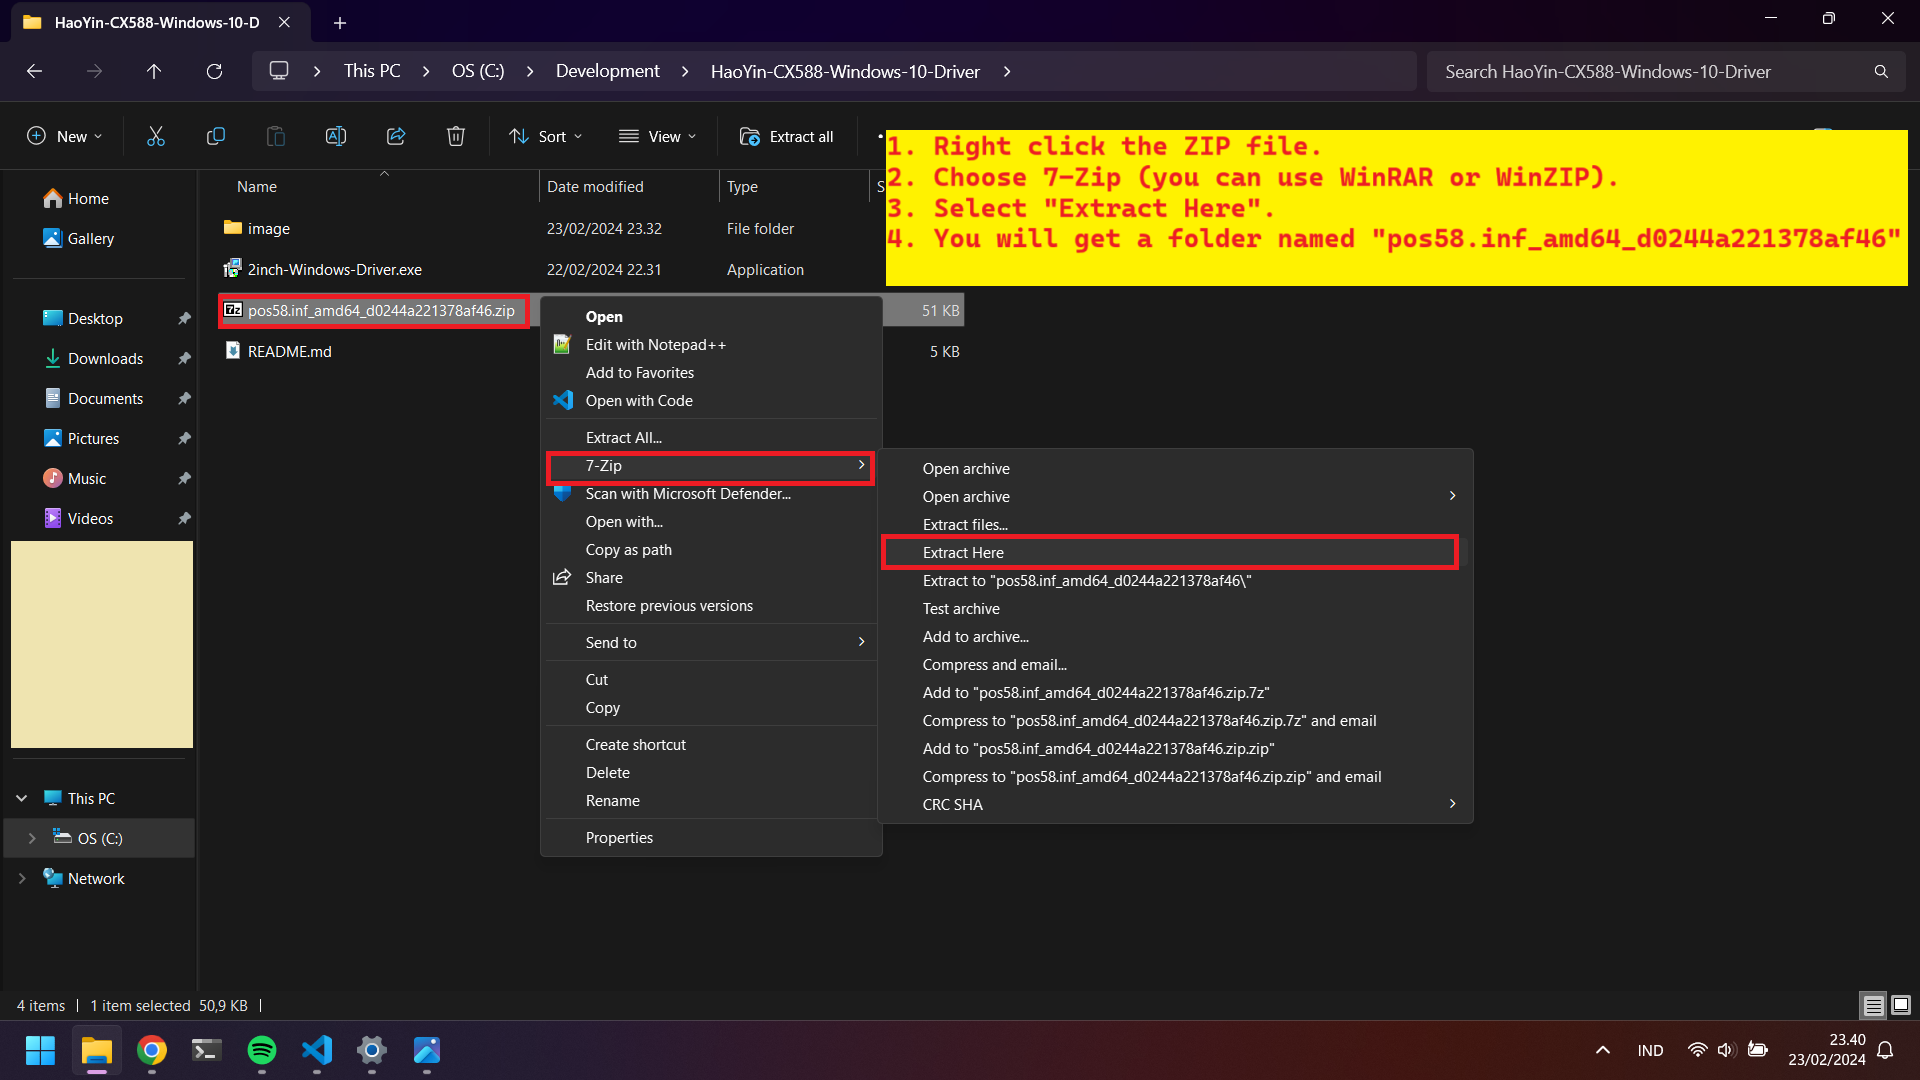 HaoYin-CX588-Windows-10-D
This PC
OS (C:)
Development
HaoYin-CX588-Windows-10-Driver
Search HaoYin-CX588-Windows-10-Driver
New
Sort
View
Extract all
1. Right click the ZIP file.
2. Choose 7-Zip (you can use WinRAR or WinZIP).
3. Select "Extract Here".
4. You will get a folder named "pos58.inf_amd64_d0244a221378af46"
Name Date modified Type S
image 23/02/2024 23.32 File folder
2inch-Windows-Driver.exe 22/02/2024 22.31 Application
pos58.inf_amd64_d0244a221378af46.zip 51 KB
README.md 5 KB
Home
Gallery
Desktop
Downloads
Documents
Pictures
Music
Videos
This PC
OS (C:)
Network
Open
Edit with Notepad++
Add to Favorites
Open with Code
Extract All...
7-Zip
Scan with Microsoft Defender...
Open with...
Copy as path
Share
Restore previous versions
Send to
Cut
Copy
Create shortcut
Delete
Rename
Properties
Open archive
Open archive
Extract files...
Extract Here
Extract to "pos58.inf_amd64_d0244a221378af46\"
Test archive
Add to archive...
Compress and email...
Add to "pos58.inf_amd64_d0244a221378af46.zip.7z"
Compress to "pos58.inf_amd64_d0244a221378af46.zip.7z" and email
Add to "pos58.inf_amd64_d0244a221378af46.zip.zip"
Compress to "pos58.inf_amd64_d0244a221378af46.zip.zip" and email
CRC SHA
4 items
1 item selected 50,9 KB
IND
23.40
23/02/2024